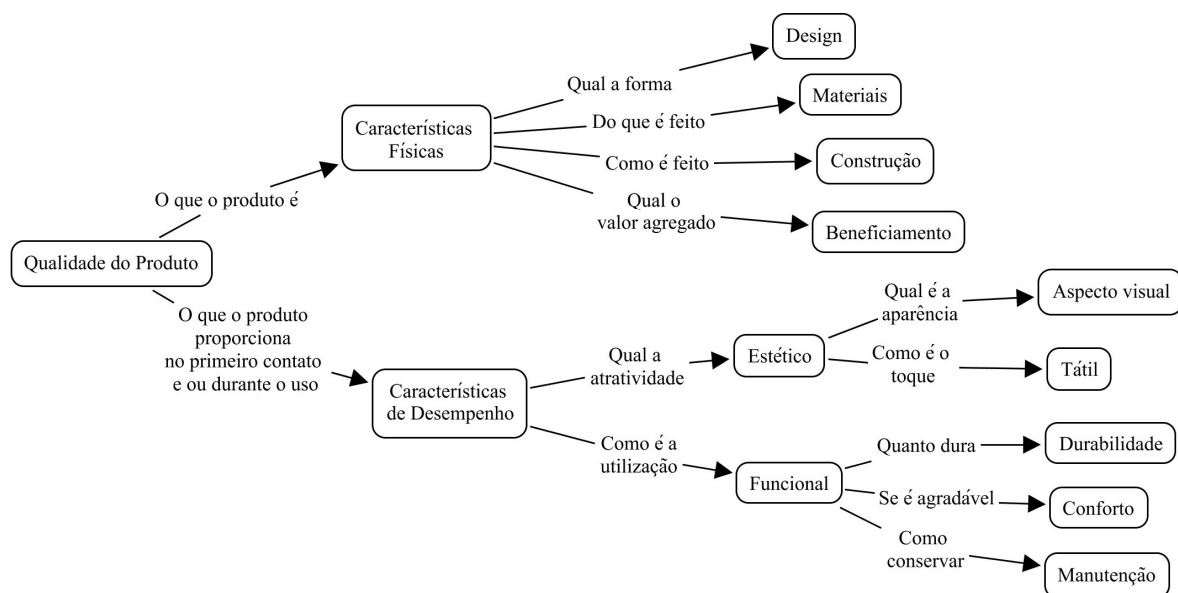 Design
Qual a forma
Materiais
Características
Físicas
Do que é feito
Como é feito
Construção
O que o produto é
Qual o
valor agregado
Beneficiamento
Qualidade do Produto
O que o produto
proporciona
no primeiro contato
e ou durante o uso
Características
de Desempenho
Qual a
atratividade
Estético
Qual é a
aparência
Aspecto visual
Como é o
toque
Tátil
Como é a
utilização
Funcional
Quanto dura
Durabilidade
Se é agradável
Conforto
Como
conservar
Manutenção